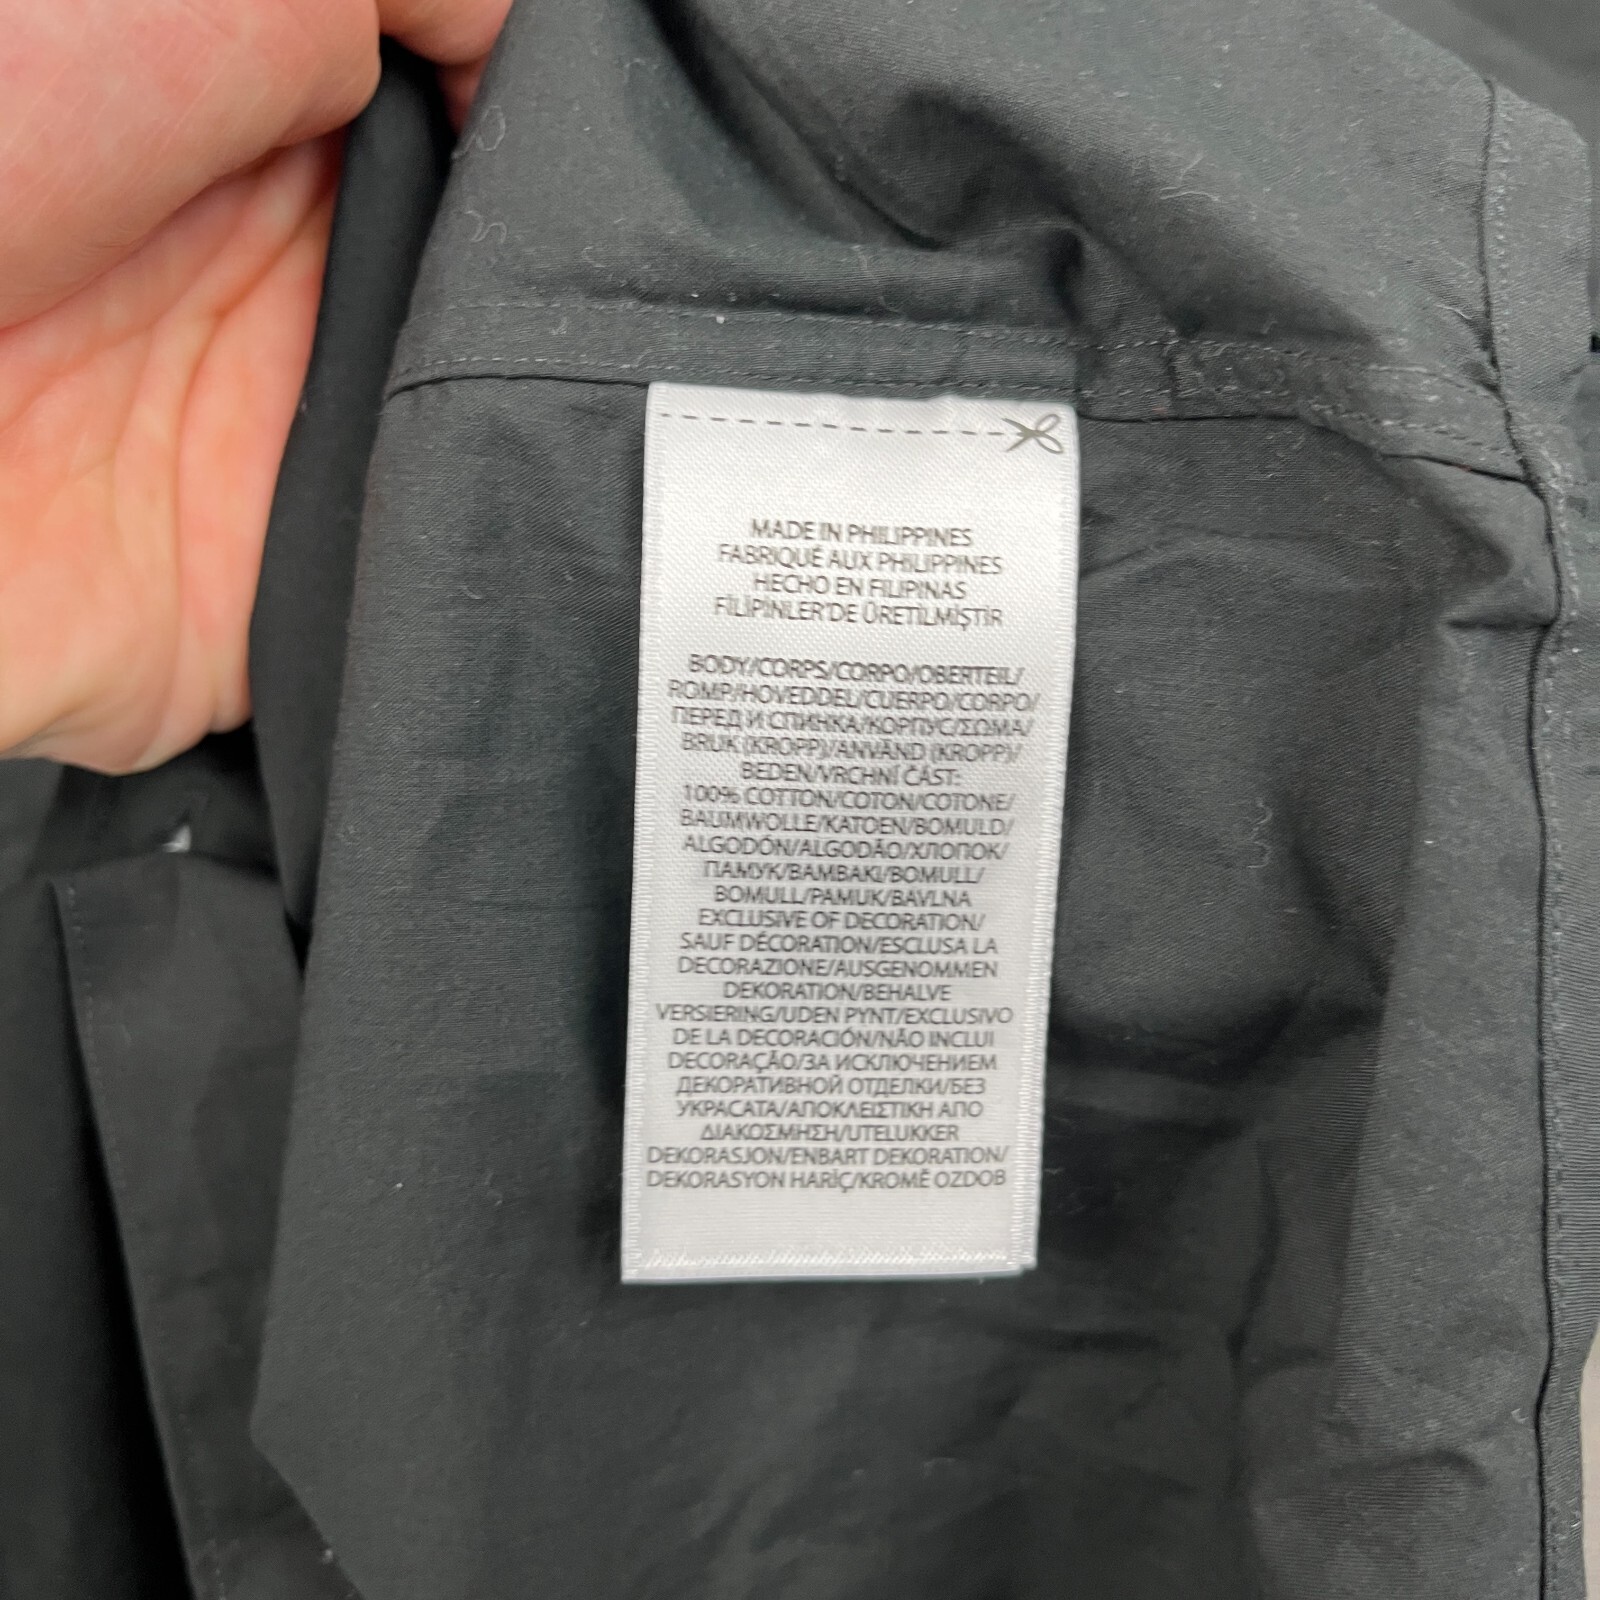 MADE IN PHILIPPINES
FABRIQUÉ AUX PHILIPPINES
HECHO EN FILIPINAS
FİLİPİNLER'DE ÜRETİLMİŞTİR
BODY/CORPS/CORPO/OBERTEIL/
ROMP/HOVEDDEL/CUERPO/CORPO/
ПЕРЕД И СПИНКА/КОРПУС/ΣΩΜΑ/
BRUK (KROPP)/ANVÄND (KROPP)/
BEDEN/VRCHNÍ ČÁST:
100% COTTON/COTON/COTONE/
BAUMWOLLE/KATOEN/BOMULD/
ALGODÓN/ALGODÃO/ХЛОПОК/
ПАМУК/ΒΑΜΒΑΚΙ/BOMULL/
BOMULL/PAMUK/BAVLNA
EXCLUSIVE OF DECORATION/
SAUF DÉCORATION/ESCLUSA LA
DECORAZIONE/AUSGENOMMEN
DEKORATION/BEHALVE
VERSIERING/UDEN PYNT/EXCLUSIVO
DE LA DECORACIÓN/NÃO INCLUI
DECORAÇÃO/ЗА ИСКЛЮЧЕНИЕМ
ДЕКОРАТИВНОЙ ОТДЕЛКИ/БЕЗ
УКРАСАТА/ΑΠΟΚΛΕΙΣΤΙΚΗ ΑΠΟ
ΔΙΑΚΟΣΜΗΣΗ/UTELUKKER
DEKORASJON/ENBART DEKORATION/
DEKORASYON HARİÇ/KROMĚ OZDOB